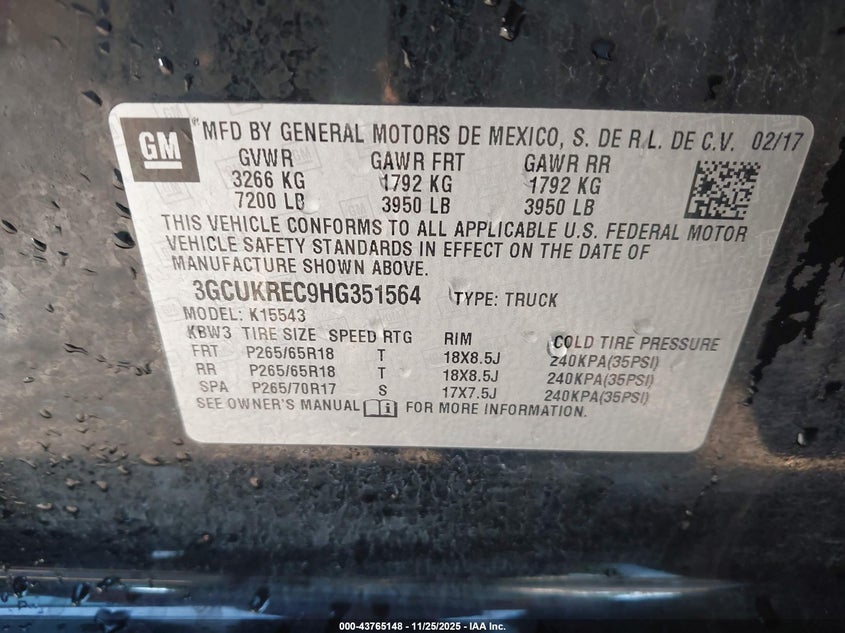 GM ® MFD BY GENERAL MOTORS DE MEXICO, S. DE R.L. DE C.V. 02/17
GVWR GAWR FRT GAWR RR
3266 KG 1792 KG 1792 KG
7200 LB 3950 LB 3950 LB
THIS VEHICLE CONFORMS TO ALL APPLICABLE U.S. FEDERAL MOTOR
VEHICLE SAFETY STANDARDS IN EFFECT ON THE DATE OF
MANUFACTURE SHOWN ABOVE.
3GCUKREC9HG351564 TYPE: TRUCK
MODEL: K15543
KBW3 TIRE SIZE SPEED RTG RIM COLD TIRE PRESSURE
FRT P265/65R18 T 18X8.5J 240KPA(35PSI)
RR P265/65R18 T 18X8.5J 240KPA(35PSI)
SPA P265/70R17 S 17X7.5J 240KPA(35PSI)
SEE OWNER'S MANUAL FOR MORE INFORMATION.
000-43765148 - 11/25/2025 - IAA Inc.